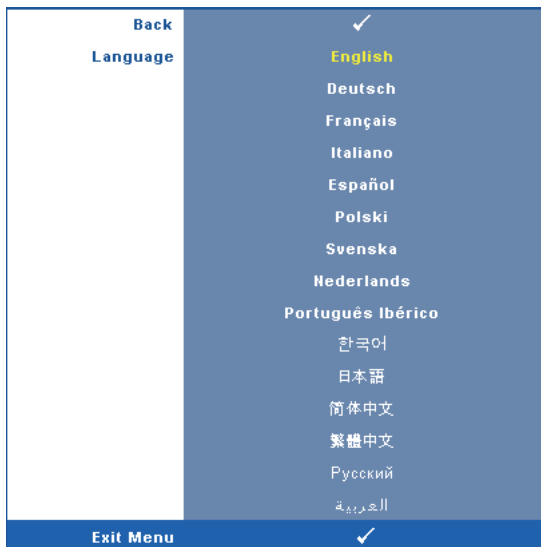 Back ✓
Language English
Deutsch
Français
Italiano
Español
Polski
Svenska
Nederlands
Português Ibérico
한국어
日本語
简体中文
繁體中文
Русский
العربية
Exit Menu ✓